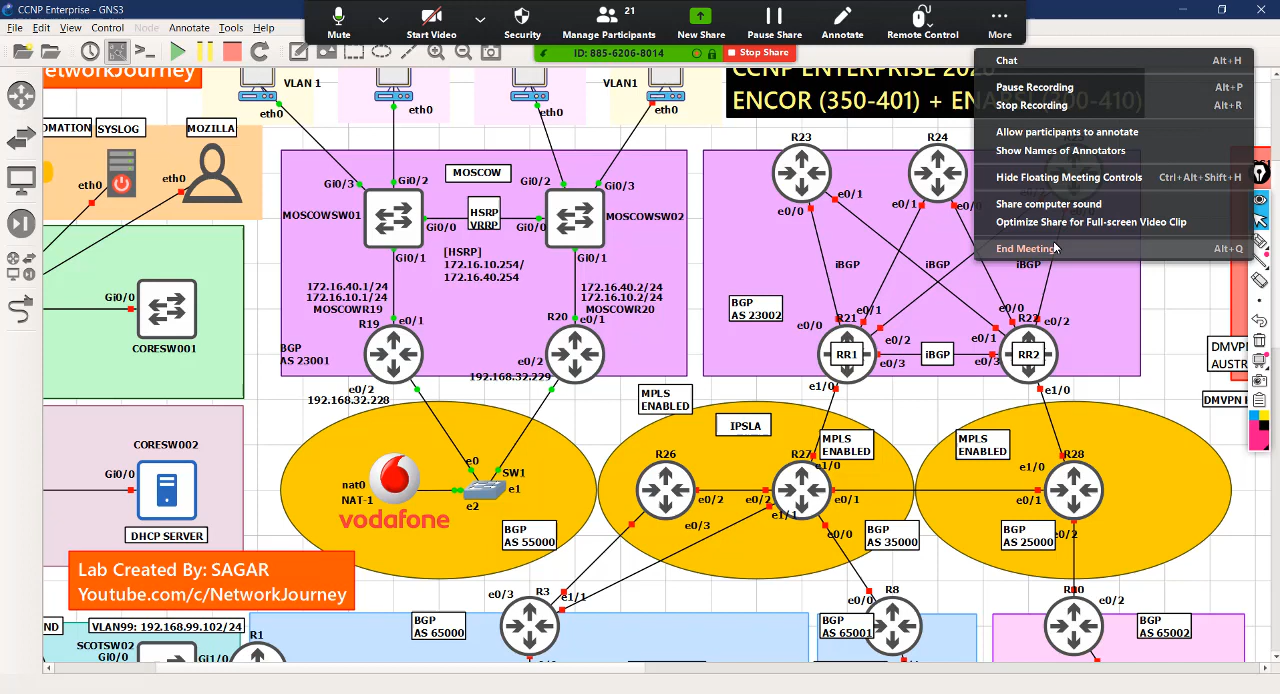 CCNP Enterprise - GNS3
File Edit View Control Node Annotate Tools Help
Mute
Start Video
Security
21
Manage Participants
New Share
Pause Share
Annotate
Remote Control
More
ID: 885-6206-8014
Stop Share
Chat Alt+H
Pause Recording Alt+P
Stop Recording Alt+R
Allow participants to annotate
Show Names of Annotators
Hide Floating Meeting Controls Ctrl+Alt+Shift+H
Share computer sound
Optimize Share for Full-screen Video Clip
End Meeting Alt+Q
NetworkJourney
VLAN 1
VLAN1
eth0
eth0
eth0
eth0
CCNP ENTERPRISE
ENCOR (350-401) + ENARSI
OMATION
SYSLOG
MOZILLA
eth0
eth0
MOSCOW
Gi0/3
Gi0/2
Gi0/2
Gi0/3
MOSCOWSW01
MOSCOWSW02
HSRP
VRRP
Gi0/0
Gi0/0
[HSRP]
172.16.10.254/
172.16.40.254
Gi0/1
Gi0/1
172.16.40.1/24
172.16.10.1/24
MOSCOWR19
172.16.40.2/24
172.16.10.2/24
MOSCOWR20
R19
e0/1
R20
e0/1
BGP
AS 23001
e0/2
192.168.32.229
e0/2
192.168.32.228
R23
R24
e0/1
e0/0
e0/1
e0/0
iBGP
iBGP
BGP
AS 23002
e0/0
R21
e0/1
e0/2
RR1
e0/3
iBGP
e0/0
R22
e0/2
e0/1
RR2
e0/3
e1/0
e1/0
Gi0/0
CORESW001
CORESW002
Gi0/0
DHCP SERVER
DMVPN
AUSTR
DMVPN
MPLS
ENABLED
IPSLA
MPLS
ENABLED
MPLS
ENABLED
nat0
NAT-1
vodafone
e0
SW1
e1
e2
BGP
AS 55000
R26
e0/2
e0/3
R27
e1/0
e0/2
e0/1
e1/1
e0/0
BGP
AS 35000
R28
e1/0
e0/1
e0/2
BGP
AS 25000
Lab Created By: SAGAR
Youtube.com/c/NetworkJourney
ND
VLAN99: 192.168.99.102/24
SCOTSW02
Gi0/0
Gi1/0
R1
e0/3
R3
e1/1
BGP
AS 65000
R8
e0/0
BGP
AS 65001
e0/2
BGP
AS 65002